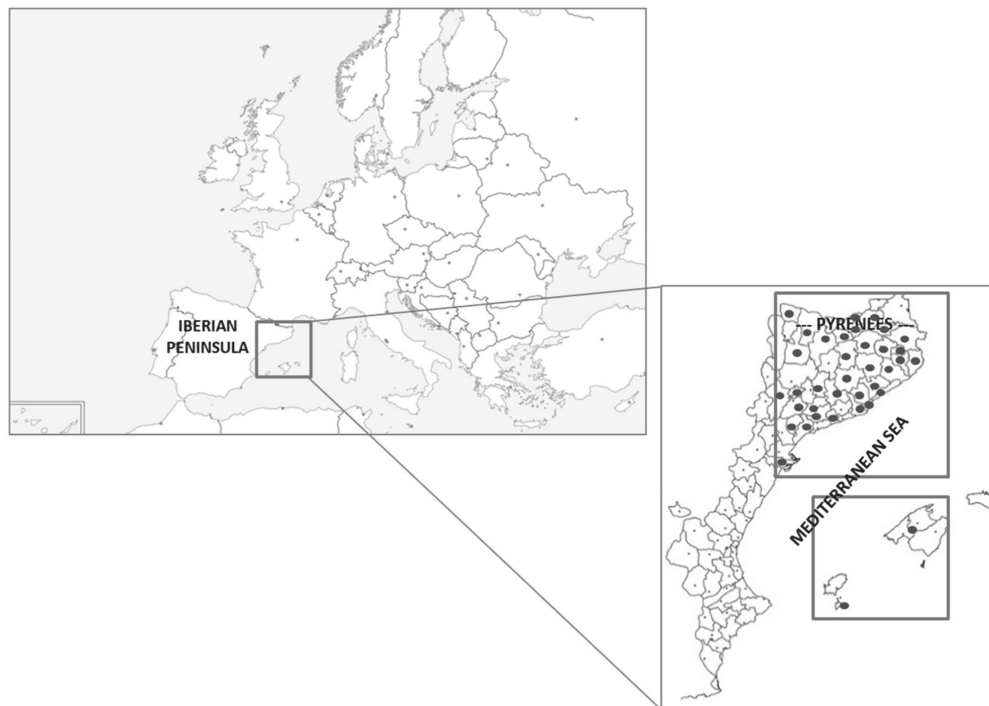 IBERIAN
PENINSULA
--- PYRENEES ---
MEDITERRANEAN SEA